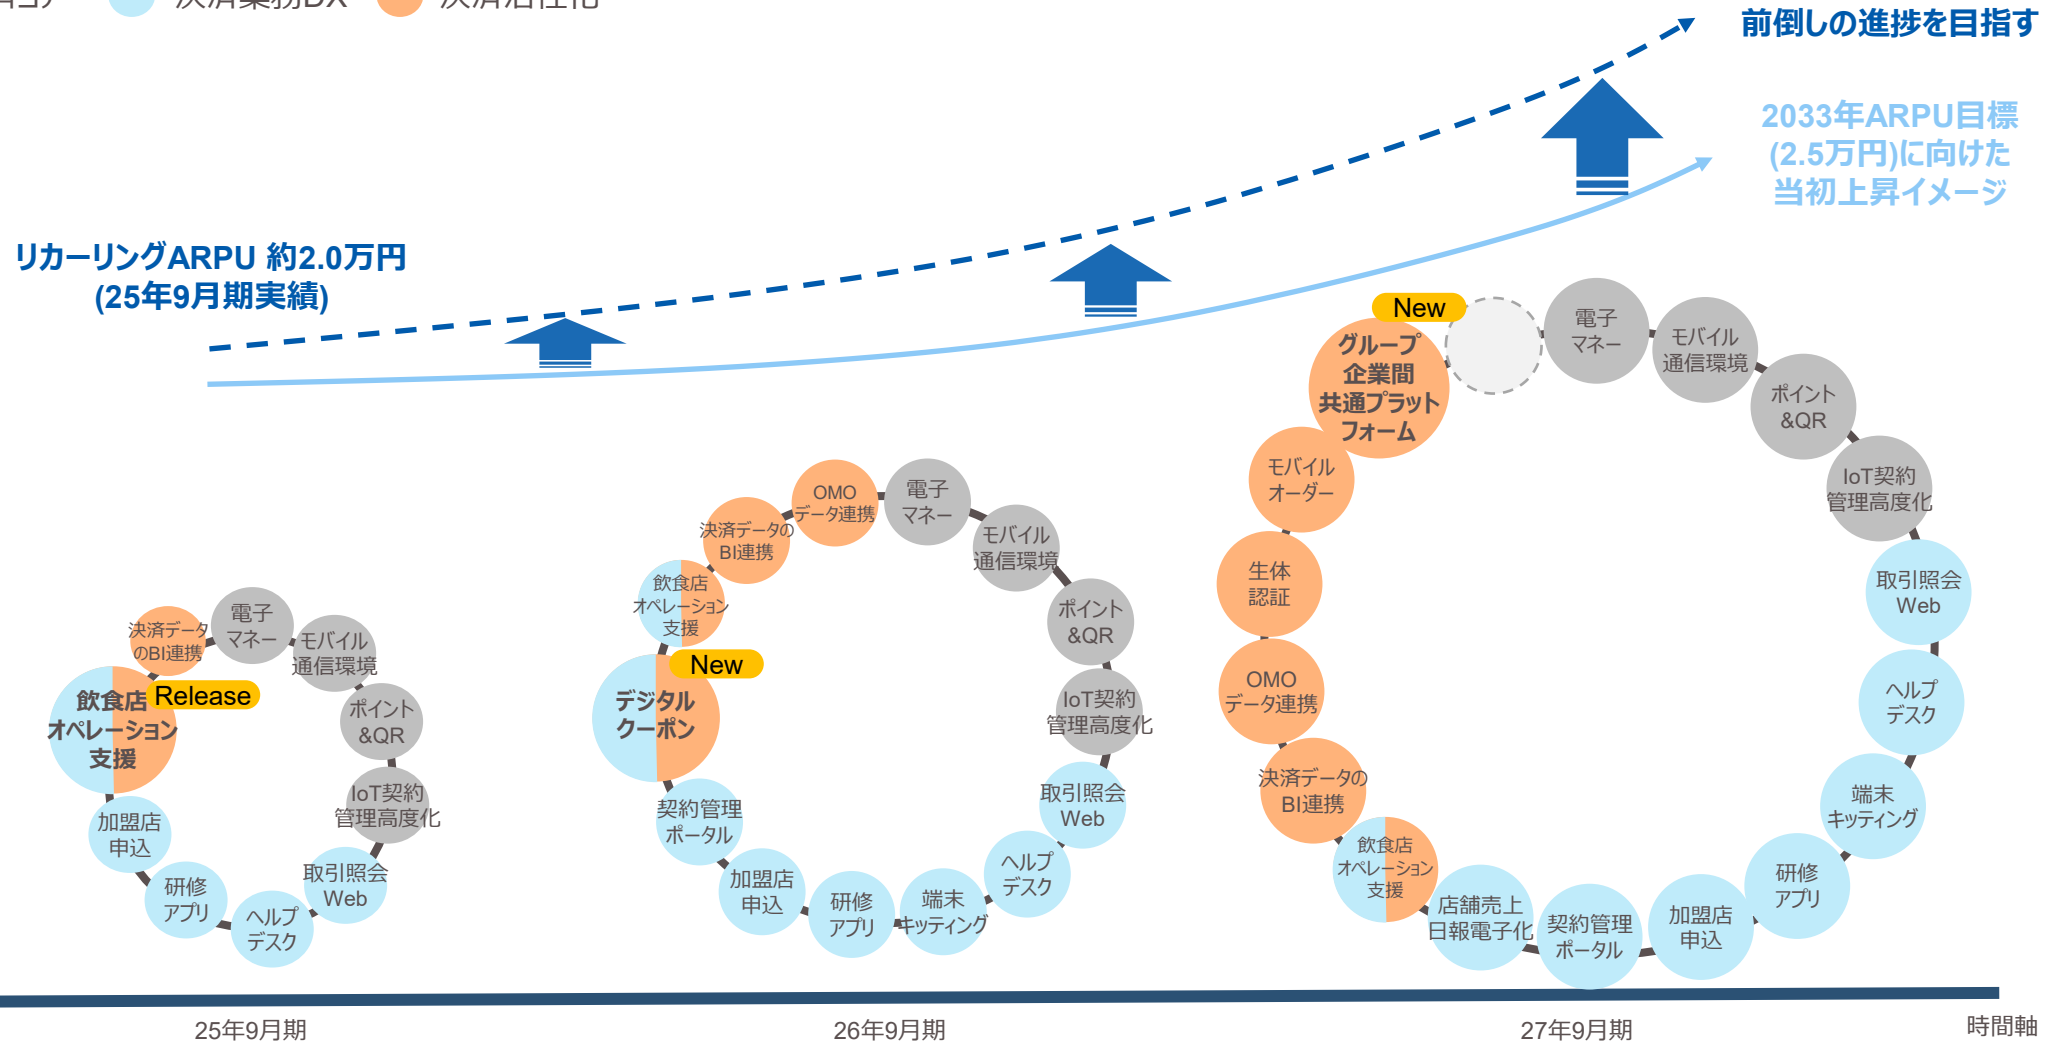 決済業務DX
決済活性化
前倒しの進捗を目指す
2033年ARPU目標
(2.5万円)に向けた
当初上昇イメージ
リカーリングARPU 約2.0万円
(25年9月期実績)
決済データ
のBI連携
電子
マネー
モバイル
通信環境
ポイント
&QR
IoT契約
管理高度化
取引照会
Web
ヘルプ
デスク
研修
アプリ
加盟店
申込
飲食店
オペレーション
支援
Release
OMO
データ連携
電子
マネー
モバイル
通信環境
ポイント
&QR
IoT契約
管理高度化
取引照会
Web
ヘルプ
デスク
端末
キッティング
研修
アプリ
加盟店
申込
契約管理
ポータル
デジタル
クーポン
New
飲食店
オペレーション
支援
決済データの
BI連携
New
グループ
企業間
共通プラット
フォーム
電子
マネー
モバイル
通信環境
ポイント
&QR
IoT契約
管理高度化
取引照会
Web
ヘルプ
デスク
端末
キッティング
研修
アプリ
加盟店
申込
契約管理
ポータル
店舗売上
日報電子化
飲食店
オペレーション
支援
決済データの
BI連携
OMO
データ連携
生体
認証
モバイル
オーダー
25年9月期
26年9月期
27年9月期
時間軸